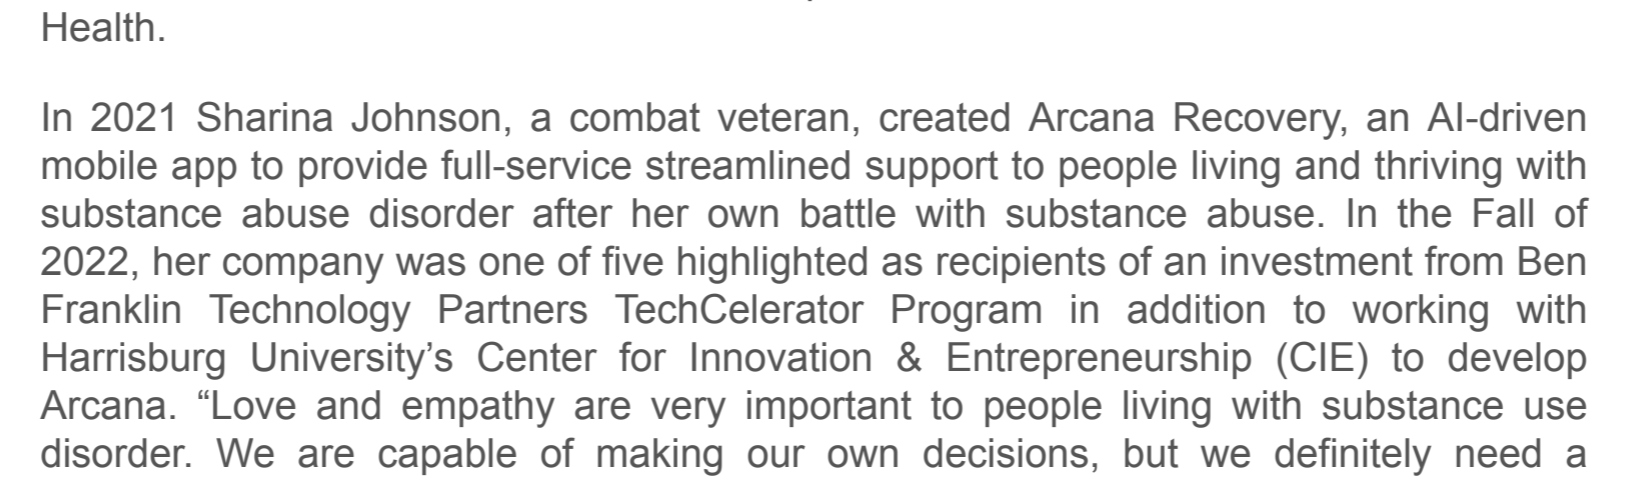 Health.
In 2021 Sharina Johnson, a combat veteran, created Arcana Recovery, an AI-driven
mobile app to provide full-service streamlined support to people living and thriving with
substance abuse disorder after her own battle with substance abuse. In the Fall of
2022, her company was one of five highlighted as recipients of an investment from Ben
Franklin Technology Partners TechCelerator Program in addition to working with
Harrisburg University’s Center for Innovation & Entrepreneurship (CIE) to develop
Arcana. “Love and empathy are very important to people living with substance use
disorder. We are capable of making our own decisions, but we definitely need a